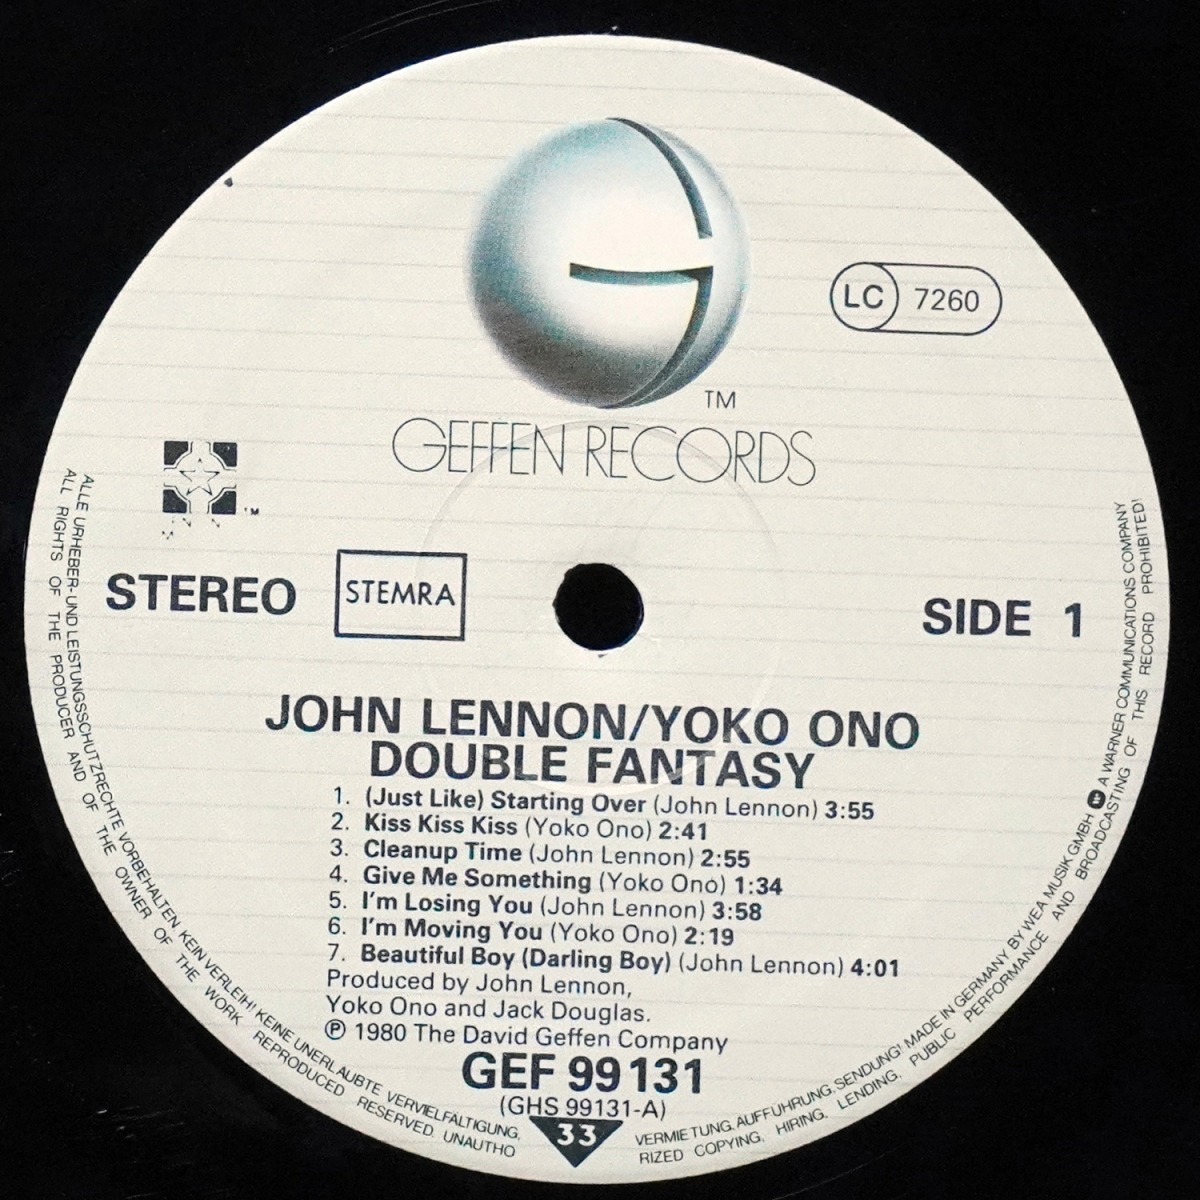 LC 7260
TM
GEFFEN RECORDS
STEREO
STEMRA
SIDE 1
JOHN LENNON/YOKO ONO
DOUBLE FANTASY
1. (Just Like) Starting Over (John Lennon) 3:55
2. Kiss Kiss Kiss (Yoko Ono) 2:41
3. Cleanup Time (John Lennon) 2:55
4. Give Me Something (Yoko Ono) 1:34
5. I'm Losing You (John Lennon) 3:58
6. I'm Moving You (Yoko Ono) 2:19
7. Beautiful Boy (Darling Boy) (John Lennon) 4:01
Produced by John Lennon,
Yoko Ono and Jack Douglas.
℗ 1980 The David Geffen Company
GEF 99 131
(GHS 99131-A)
33
ALLE URHEBER- UND LEISTUNGSSCHUTZRECHTE VORBEHALTEN KEIN VERLEIH! KEINE UNERLAUBTE VERVIELFÄLTIGUNG, VERMIETUNG, AUFFÜHRUNG, SENDUNG! MADE IN GERMANY BY WEA MUSIK GMBH A WARNER COMMUNICATIONS COMPANY
ALL RIGHTS OF THE PRODUCER AND OF THE OWNER OF THE WORK REPRODUCED RESERVED. UNAUTHORIZED COPYING, HIRING, LENDING, PUBLIC PERFORMANCE AND BROADCASTING OF THIS RECORD PROHIBITED!